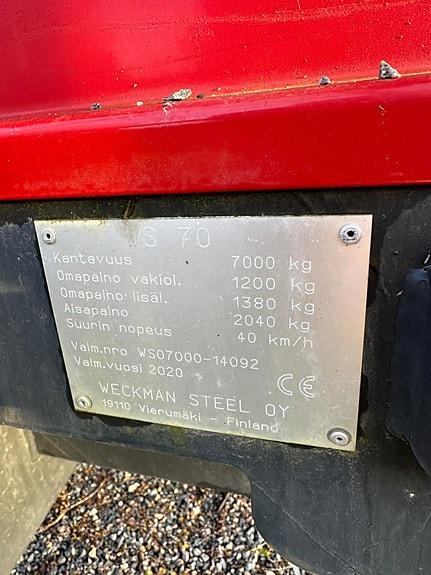 WS 70
Kantavuus 7000 kg
Omapaino vakiol. 1200 kg
Omapaino lisäl. 1380 kg
Aisapaino 2040 kg
Suurin nopeus 40 km/h
Valm.nro WS07000-14092
Valm.vuosi 2020
CE
WECKMAN STEEL OY
19110 Vierumäki - Finland